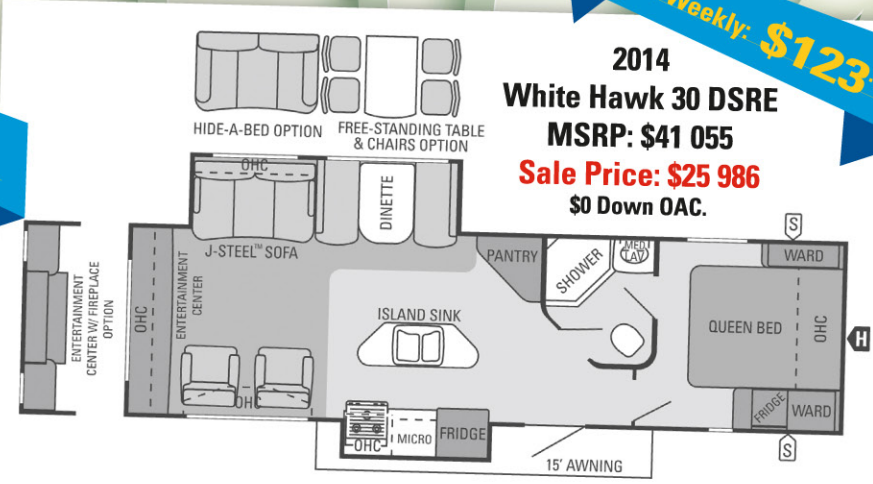 Weekly: $123
2014
White Hawk 30 DSRE
MSRP: $41 055
Sale Price: $25 986
$0 Down OAC.
HIDE-A-BED OPTION
FREE-STANDING TABLE
& CHAIRS OPTION
OHC
J-STEEL™ SOFA
DINETTE
PANTRY
SHOWER
MED
LAV
S
WARD
ENTERTAINMENT
CENTER W/ FIREPLACE
OPTION
OHC
ENTERTAINMENT
CENTER
ISLAND SINK
QUEEN BED
OHC
H
OHC
OHC
MICRO
FRIDGE
FRIDGE
WARD
S
15' AWNING